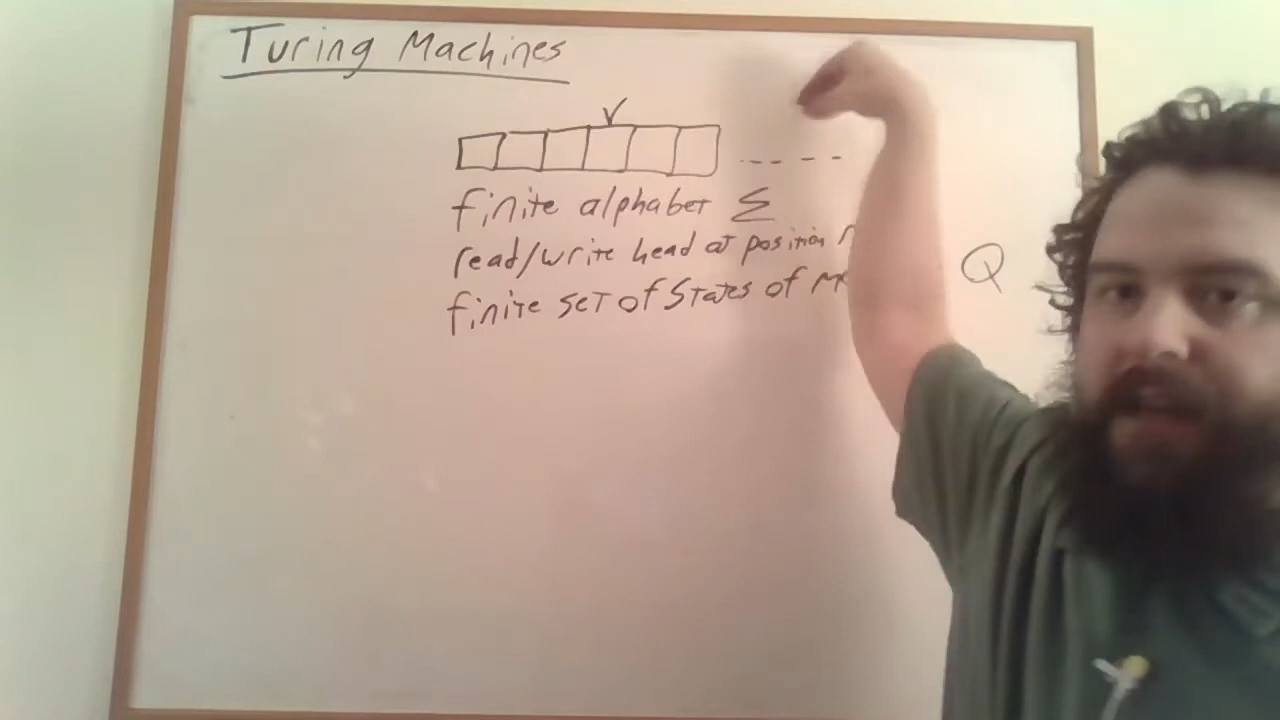 Turing Machines
finite alphabet Σ
read/write head at position
finite set of states of
Q